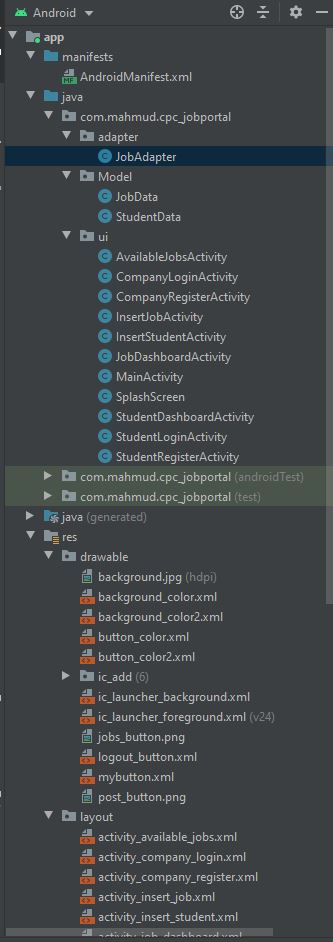 Android
app
manifests
AndroidManifest.xml
java
com.mahmud.cpc_jobportal
adapter
JobAdapter
Model
JobData
StudentData
ui
AvailableJobsActivity
CompanyLoginActivity
CompanyRegisterActivity
InsertJobActivity
InsertStudentActivity
JobDashboardActivity
MainActivity
SplashScreen
StudentDashboardActivity
StudentLoginActivity
StudentRegisterActivity
com.mahmud.cpc_jobportal (androidTest)
com.mahmud.cpc_jobportal (test)
java (generated)
res
drawable
background.jpg (hdpi)
background_color.xml
background_color2.xml
button_color.xml
button_color2.xml
ic_add (6)
ic_launcher_background.xml
ic_launcher_foreground.xml (v24)
jobs_button.png
logout_button.xml
mybutton.xml
post_button.png
layout
activity_available_jobs.xml
activity_company_login.xml
activity_company_register.xml
activity_insert_job.xml
activity_insert_student.xml
activity_job_dashboard.xml